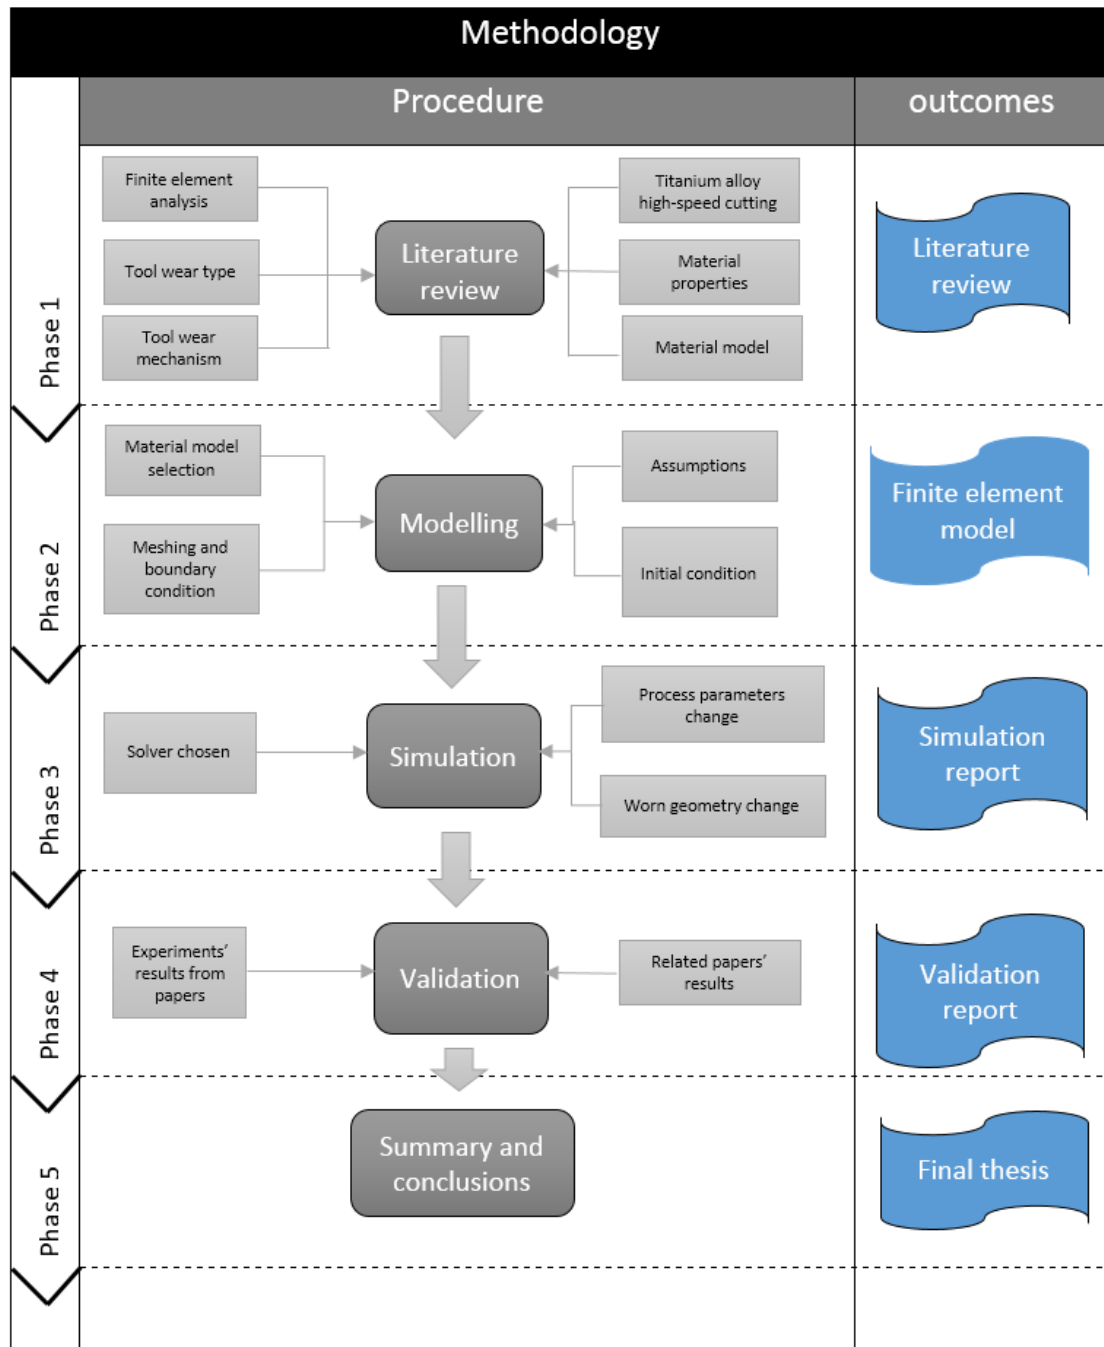 Methodology
Procedure
outcomes
Phase 1
Finite element
analysis
Tool wear type
Tool wear
mechanism
Literature
review
Titanium alloy
high-speed cutting
Material
properties
Material model
Literature
review
Phase 2
Material model
selection
Meshing and
boundary
condition
Modelling
Assumptions
Initial condition
Finite element
model
Phase 3
Solver chosen
Simulation
Process parameters
change
Worn geometry change
Simulation
report
Phase 4
Experiments’
results from
papers
Validation
Related papers’
results
Validation
report
Phase 5
Summary and
conclusions
Final thesis